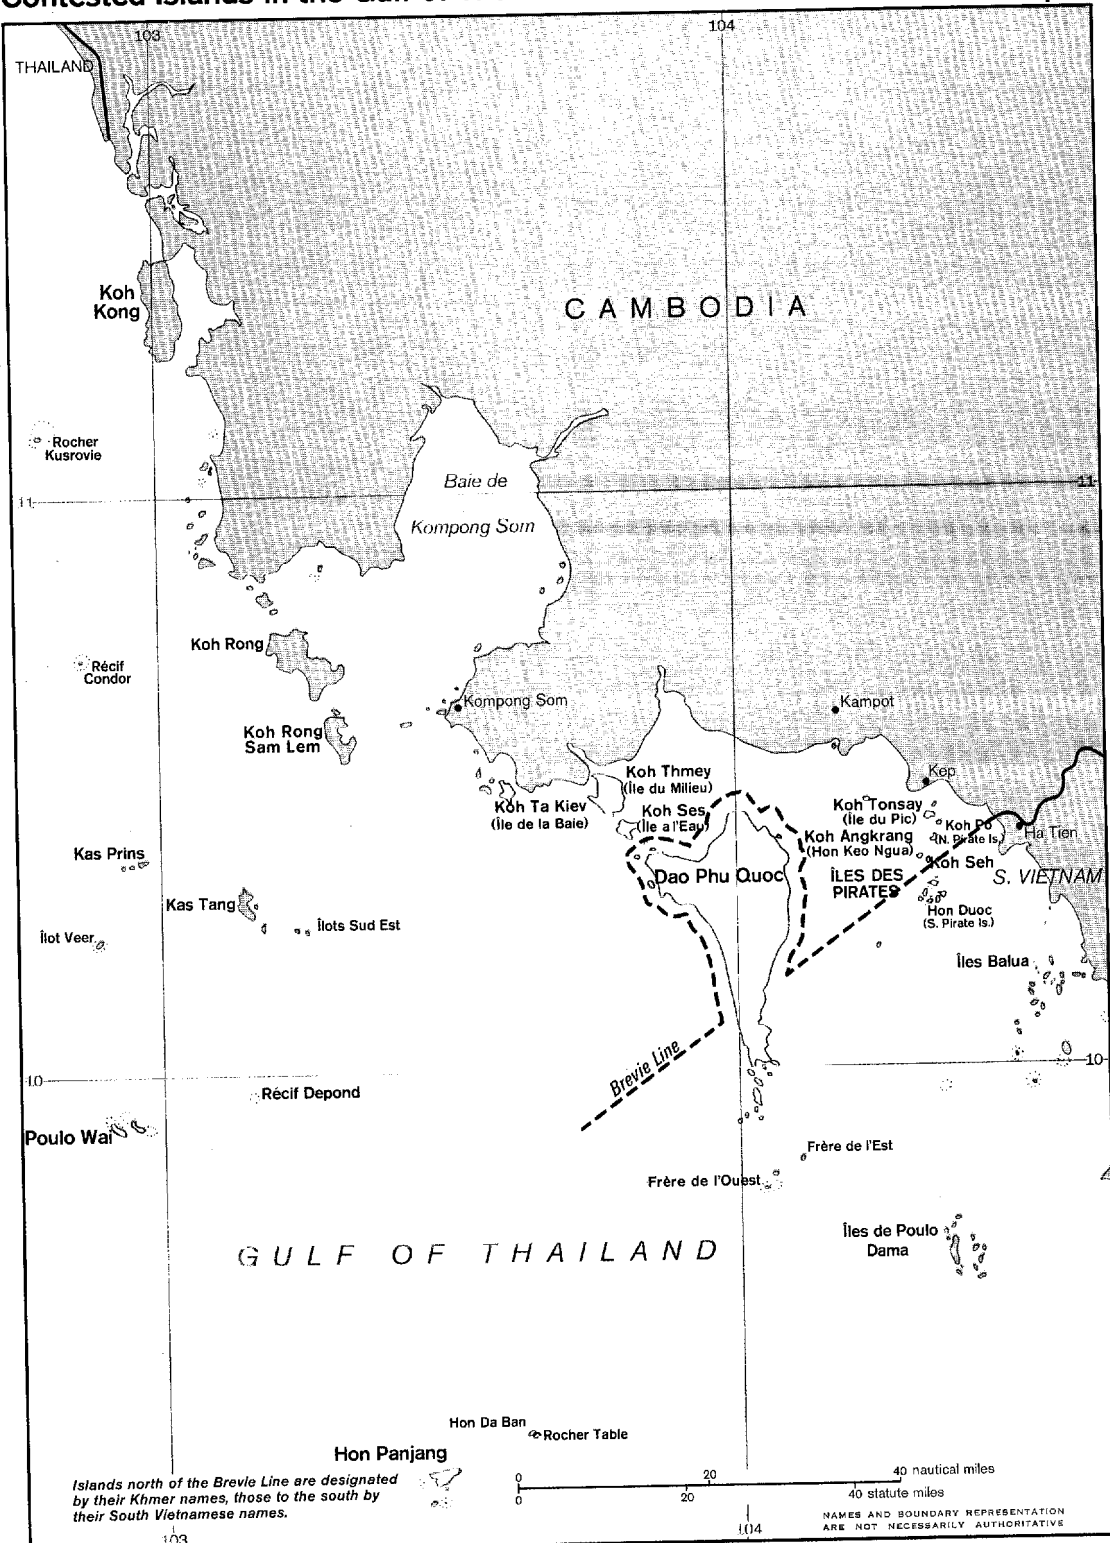 Contested Islands in the Gulf of
103
104
THAILAND
Koh
Kong
CAMBODIA
Rocher
Kusrovie
Baie de
Kompong Som
11
11
Koh Rong
Récif
Condor
Kompong Som
Kampot
Koh Rong
Sam Lem
Koh Thmey
(Île du Milieu)
Kep
Koh Ta Kiev
(Île de la Baie)
Koh Ses
(Île a l'Eau)
Koh Tonsay
(Île du Pic)
Koh Po
(N. Pirate Is.)
Ha Tien
Koh Angkrang
(Hon Keo Ngua)
Koh Seh
Kas Prins
Dao Phu Quoc
ÎLES DES
PIRATES
S. VIETNAM
Kas Tang
Îlots Sud Est
Hon Duoc
(S. Pirate Is.)
Îlot Veer
Îles Balua
Brevie Line
10
10
Récif Depond
Poulo Wai
Frère de l'Est
Frère de l'Ouest
Îles de Poulo
Dama
GULF OF THAILAND
Hon Da Ban
Rocher Table
Hon Panjang
Islands north of the Brevie Line are designated
by their Khmer names, those to the south by
their South Vietnamese names.
0 20 40 nautical miles
0 20 40 statute miles
NAMES AND BOUNDARY REPRESENTATION
ARE NOT NECESSARILY AUTHORITATIVE
103
104